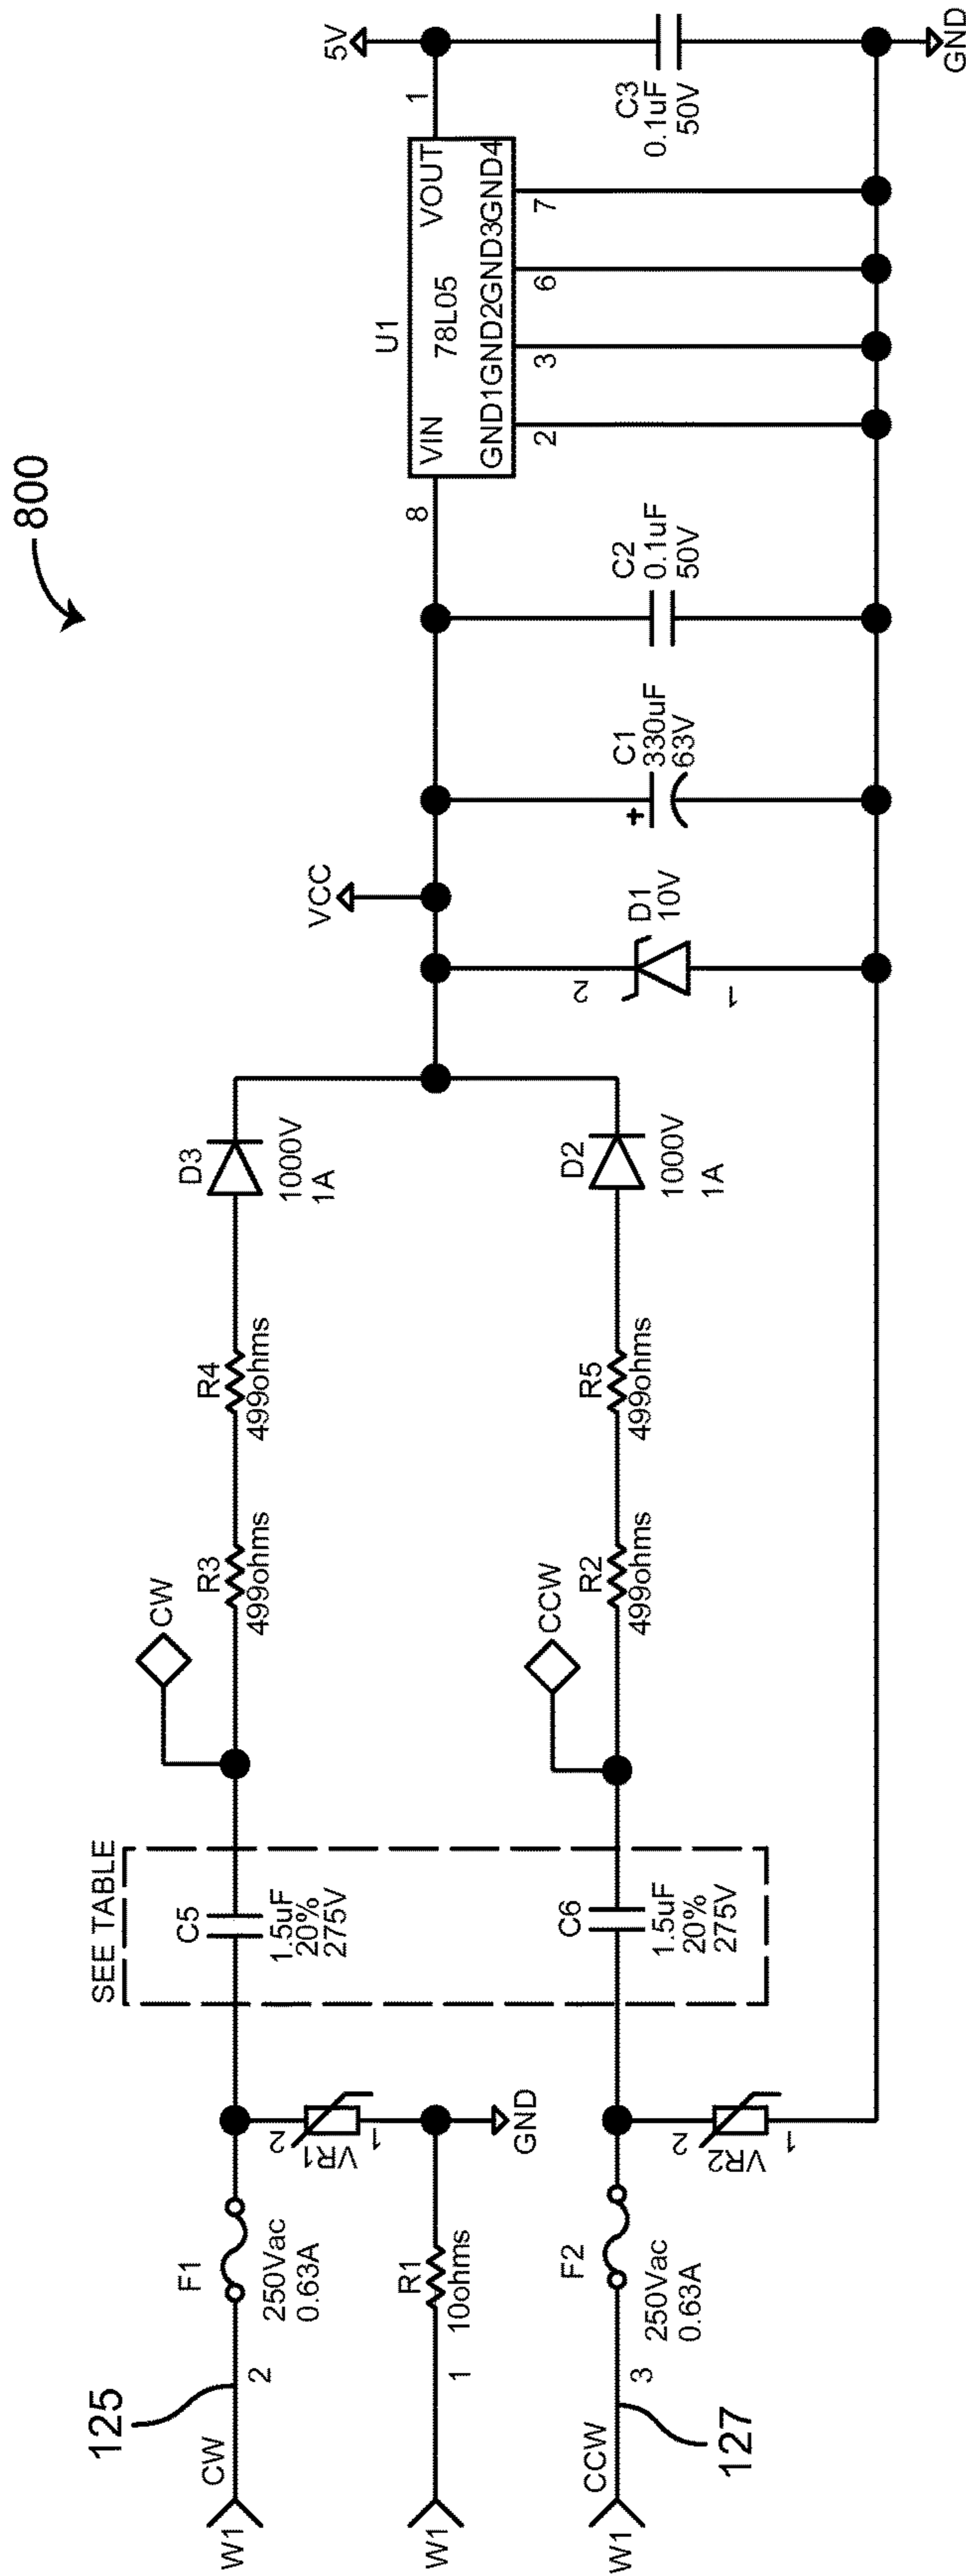 800
SEE TABLE
125
W1
CW
2
F1
250Vac
0.63A
VR1
2
1
C5
1.5uF
20%
275V
CW
R3
499ohms
R4
499ohms
D3
1000V
1A
W1
1
R1
10ohms
GND
W1
CCW
3
127
F2
250Vac
0.63A
VR2
2
1
C6
1.5uF
20%
275V
CCW
R2
499ohms
R5
499ohms
D2
1000V
1A
VCC
2
1
D1
10V
+
C1
330uF
63V
C2
0.1uF
50V
U1
78L05
8
VIN
VOUT
1
GND1GND2GND3GND4
2
3
6
7
5V
C3
0.1uF
50V
GND